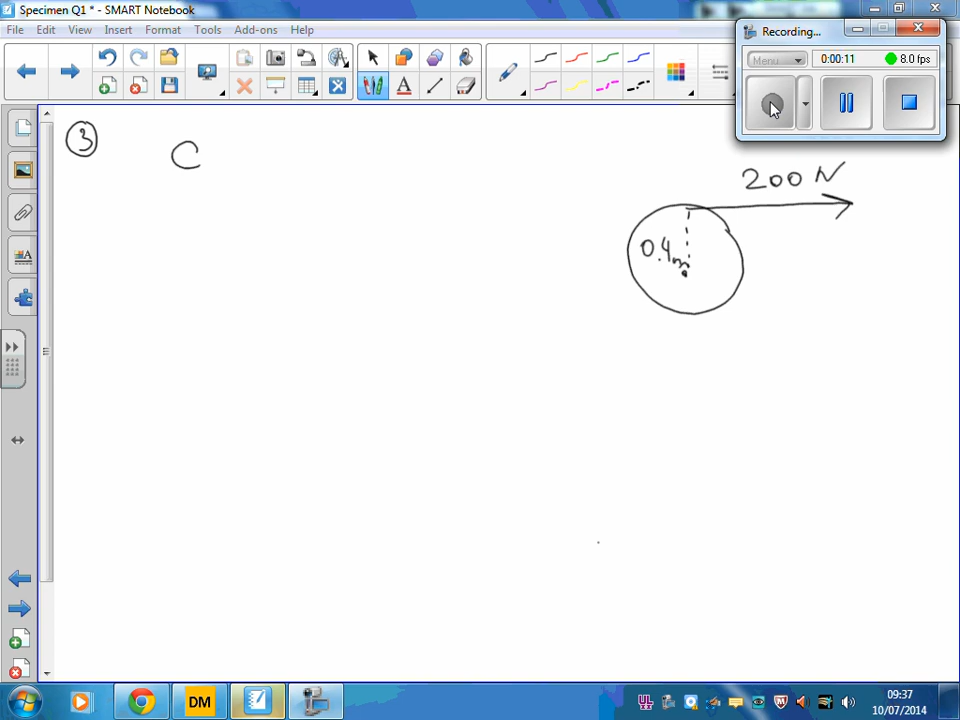 Specimen Q1 * - SMART Notebook
File Edit View Insert Format Tools Add-ons Help
Recording...
Menu 0:00:11 8.0 fps
3 C
200 N
0.4m
DM
09:37
10/07/2014